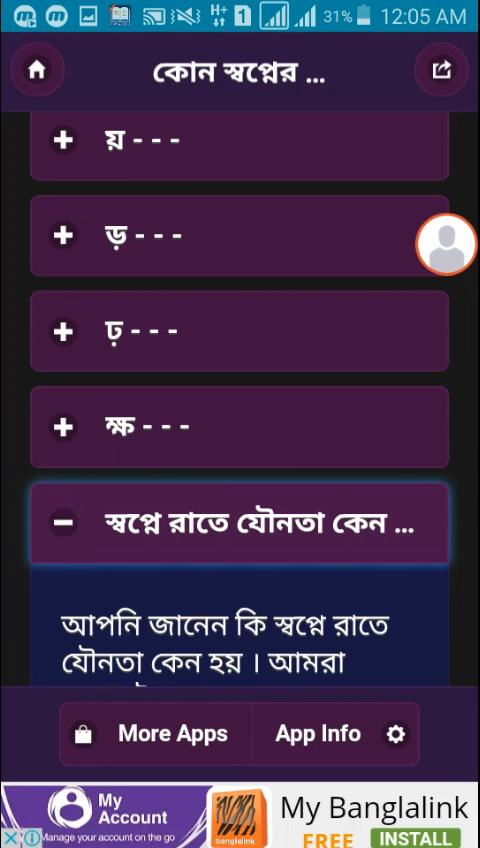 H+ 1 31% 12:05 AM
কোন স্বপ্নের ...
য় - - -
ড় - - -
ঢ় - - -
ক্ষ - - -
স্বপ্নে রাতে যৌনতা কেন ...
আপনি জানেন কি স্বপ্নে রাতে
যৌনতা কেন হয় । আমরা
More Apps
App Info
My
Account
Manage your account on the go
banglalink
My Banglalink
FREE
INSTALL